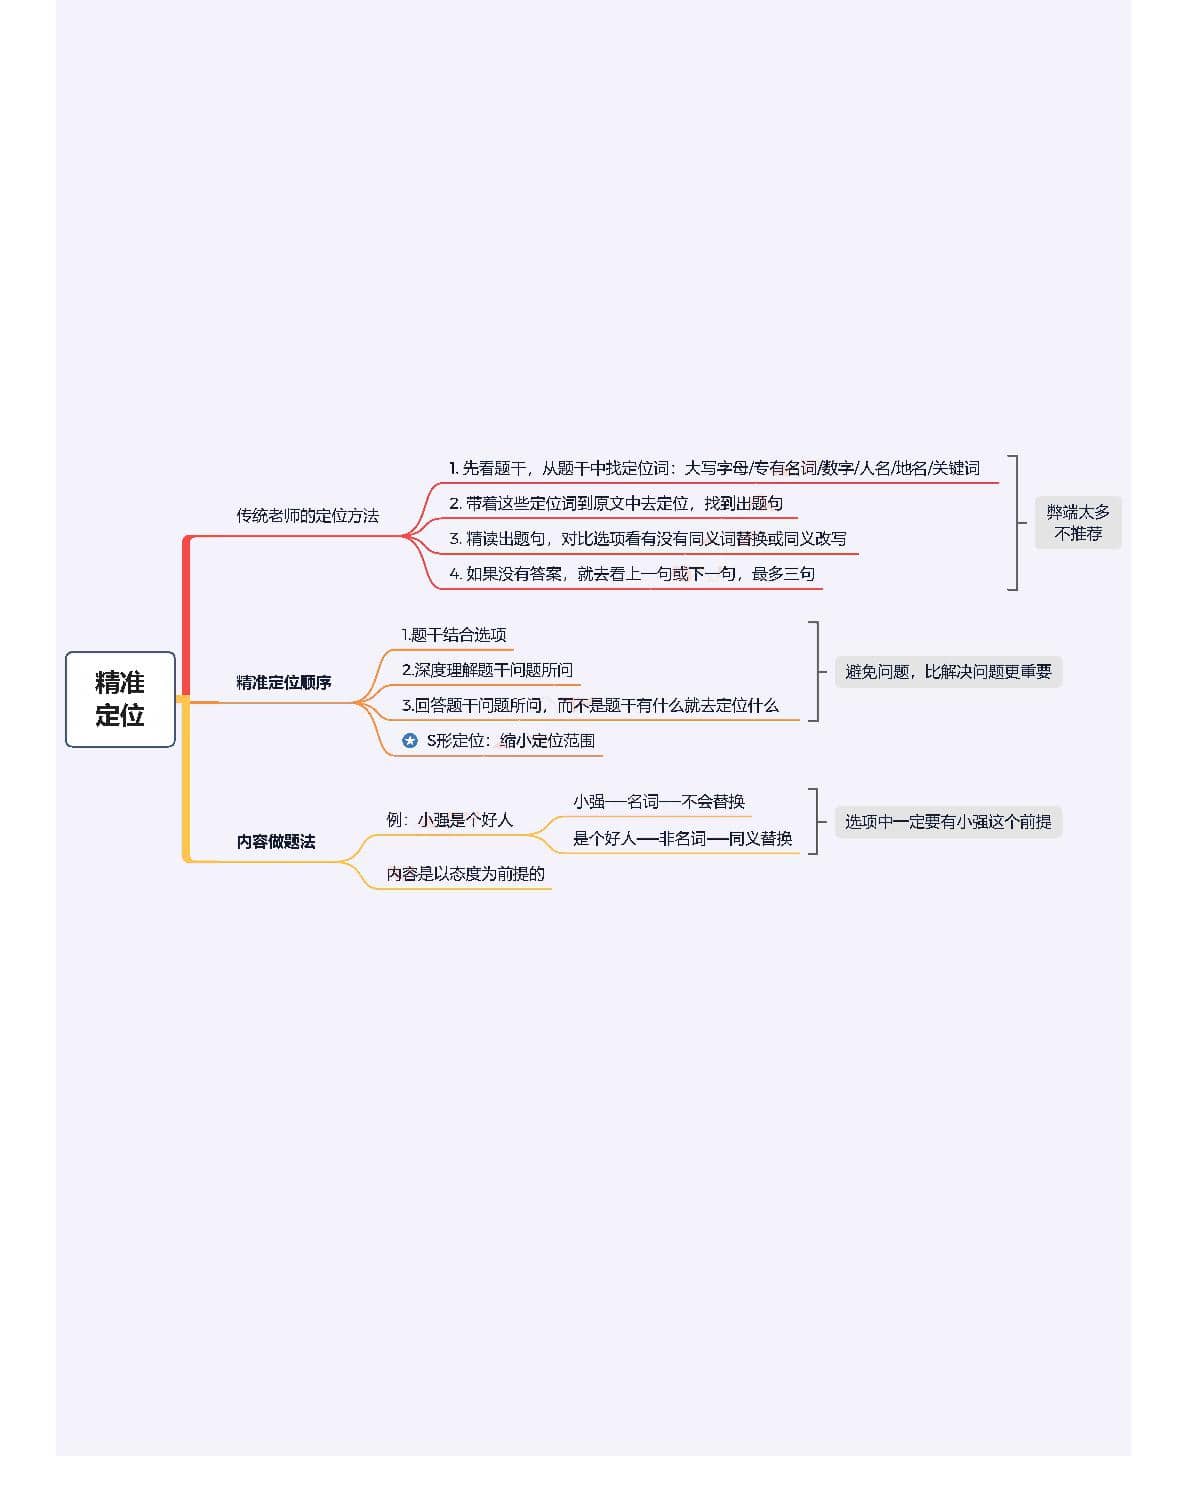 精准
定位
传统老师的定位方法
1. 先看题干，从题干中找定位词：大写字母/专有名词/数字/人名/地名/关键词
2. 带着这些定位词到原文中去定位，找到出题句
3. 精读出题句，对比选项看有没有同义词替换或同义改写
4. 如果没有答案，就去看上一句或下一句，最多三句
弊端太多
不推荐
精准定位顺序
1.题干结合选项
2.深度理解题干问题所问
3.回答题干问题所问，而不是题干有什么就去定位什么
S形定位：缩小定位范围
避免问题，比解决问题更重要
内容做题法
例：小强是个好人
小强——名词——不会替换
是个好人——非名词——同义替换
选项中一定要有小强这个前提
内容是以态度为前提的